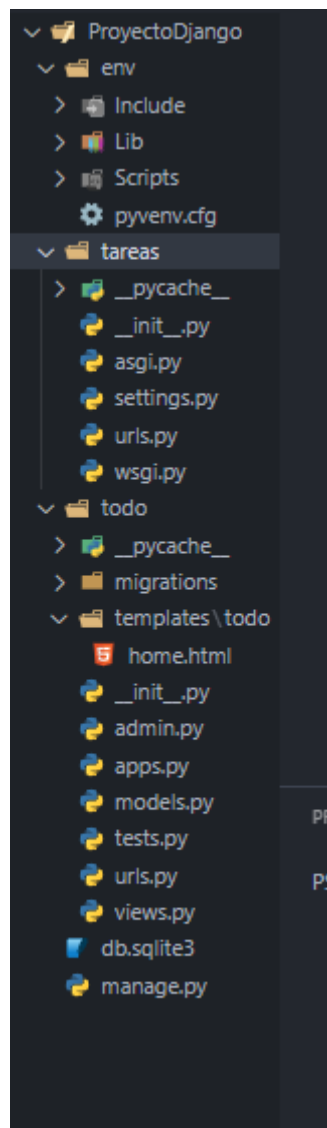 ProyectoDjango
env
Include
Lib
Scripts
pyvenv.cfg
tareas
__pycache__
__init__.py
asgi.py
settings.py
urls.py
wsgi.py
todo
__pycache__
migrations
templates\todo
home.html
__init__.py
admin.py
apps.py
models.py
tests.py
urls.py
views.py
db.sqlite3
manage.py